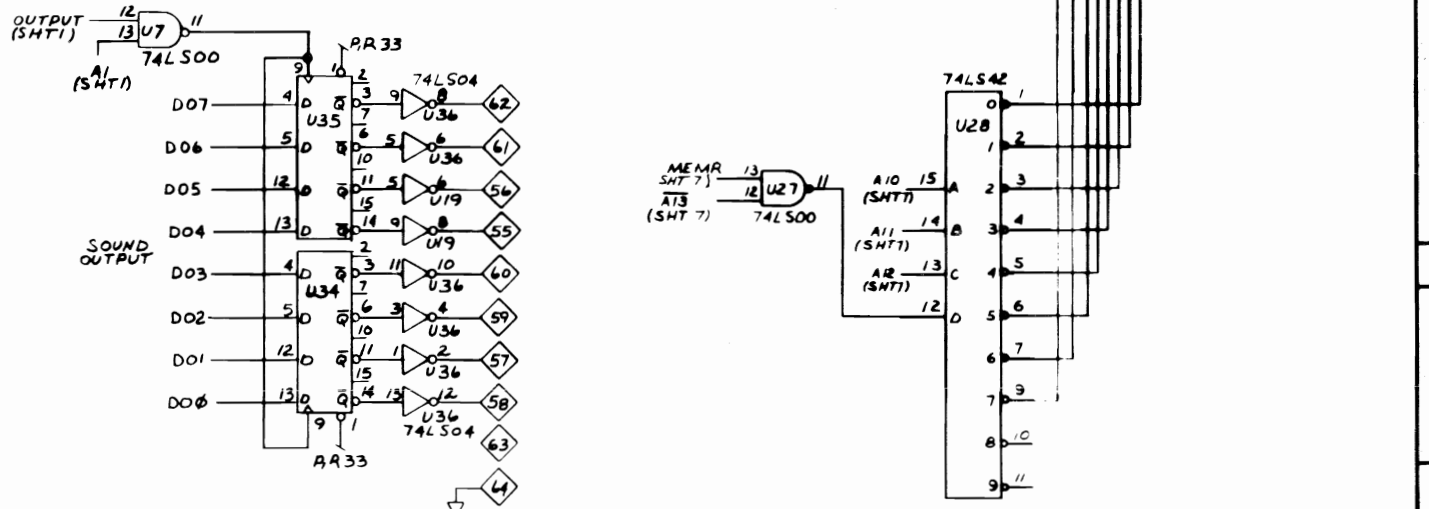 OUTPUT 12
(SHT1) 13 U7 11
74LS00
A1
(SHT1)
P,R33
9 1 2
74LS04
D07 4 D Q̅ 3 9 8 62
U35 7 U36
D06 5 D Q̅ 6 5 6 61
10 U36
D05 12 D Q̅ 11 5 6 56
15 U19
D04 13 D Q̅ 14 9 8 55
U19
SOUND
OUTPUT
2
D03 4 D Q̅ 3 11 10 60
U34 7 U36
D02 5 D Q̅ 6 3 4 59
10 U36
D01 12 D Q̅ 11 1 2 57
15 U36
D0Ø 13 D Q̅ 14 13 12 58
U36
74LS04
9 1
P,R33
63
64
MEMR 13
SHT 7)
A̅1̅3̅ 12
(SHT 7)
U27 11
74LS00
74LS42
U28
0 1
1 2
A10 15 A 2 3
(SHT1)
A11 14 B 3 4
(SHT1)
A12 13 C 4 5
(SHT1)
12 D 5 6
6 7
7 9
8 10
9 11